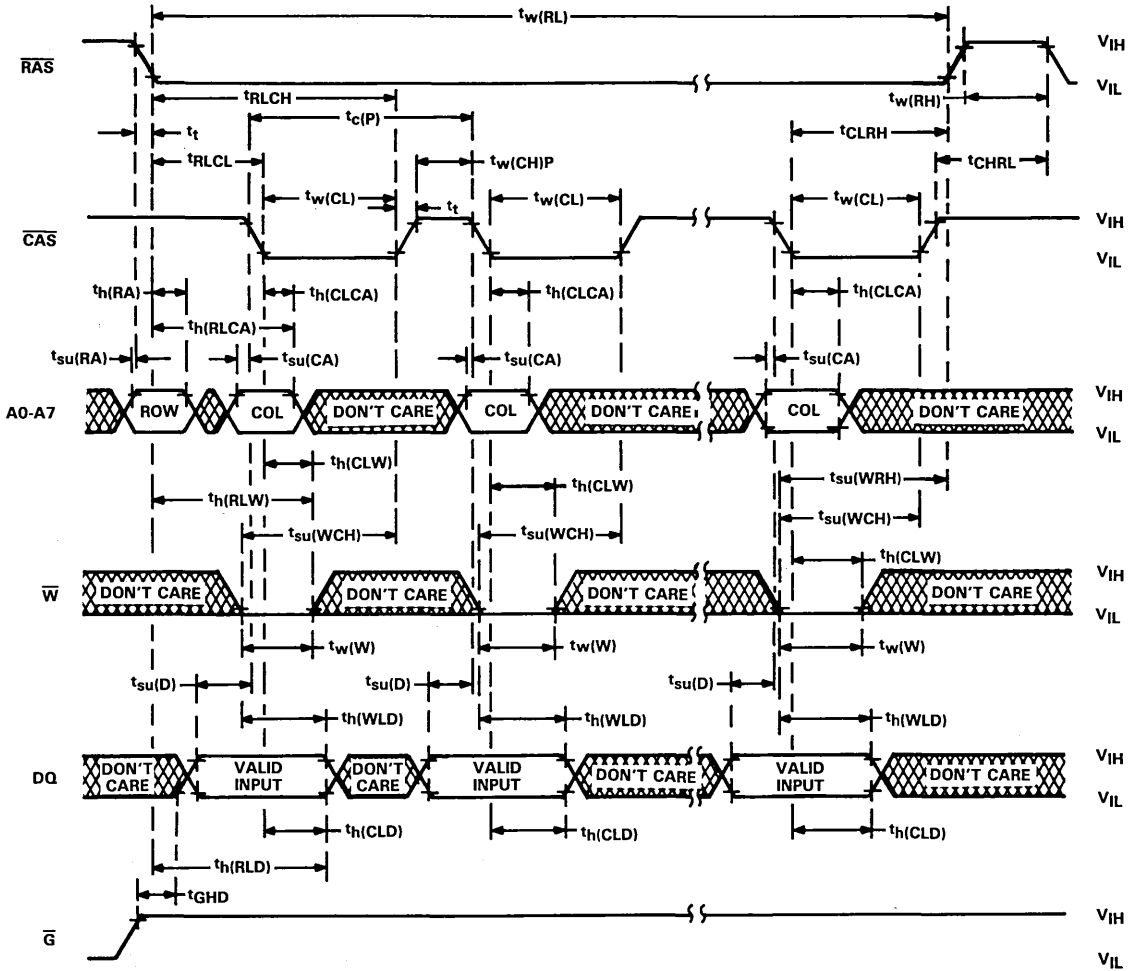 tw(RL)
RAS
VIH
VIL
tRLCH
tw(RH)
tc(P)
tt
tCLRH
tRLCL
tw(CH)P
tCHRL
tw(CL)
tt
tw(CL)
tw(CL)
CAS
VIH
VIL
th(RA)
th(CLCA)
th(CLCA)
th(CLCA)
th(RLCA)
tsu(RA)
tsu(CA)
tsu(CA)
tsu(CA)
A0-A7
ROW
COL
DON'T CARE
COL
DON'T CARE
COL
DON'T CARE
VIH
VIL
th(CLW)
th(CLW)
tsu(WRH)
th(RLW)
tsu(WCH)
tsu(WCH)
tsu(WCH)
th(CLW)
W
DON'T CARE
DON'T CARE
DON'T CARE
DON'T CARE
VIH
VIL
tw(W)
tw(W)
tw(W)
tsu(D)
tsu(D)
tsu(D)
th(WLD)
th(WLD)
th(WLD)
DQ
DON'T CARE
VALID INPUT
DON'T CARE
VALID INPUT
DON'T CARE
VALID INPUT
DON'T CARE
VIH
VIL
th(CLD)
th(CLD)
th(CLD)
th(RLD)
tGHD
G
VIH
VIL